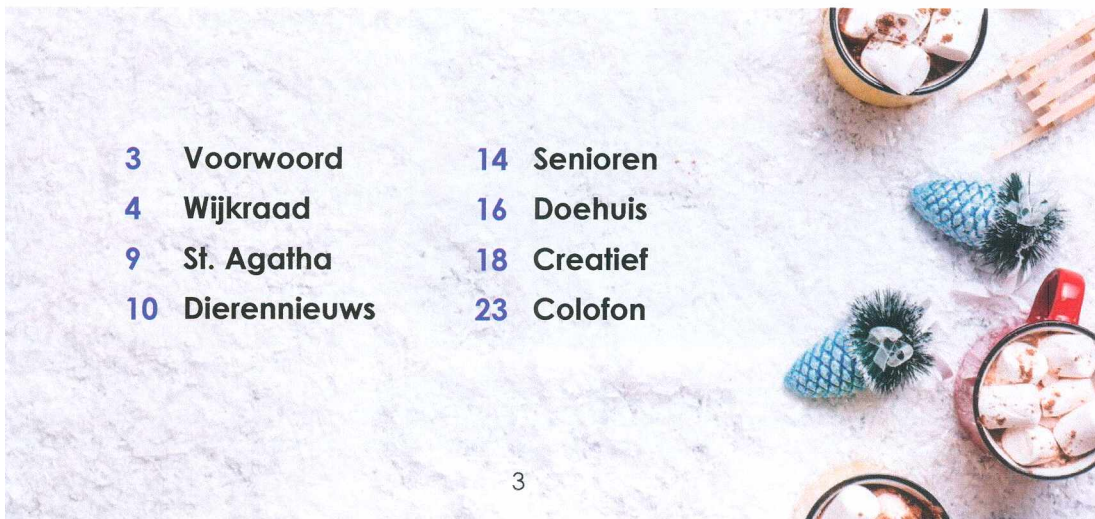 3 Voorwoord
4 Wijkraad
9 St. Agatha
10 Dierennieuws
14 Senioren
16 Doehuis
18 Creatief
23 Colofon
3